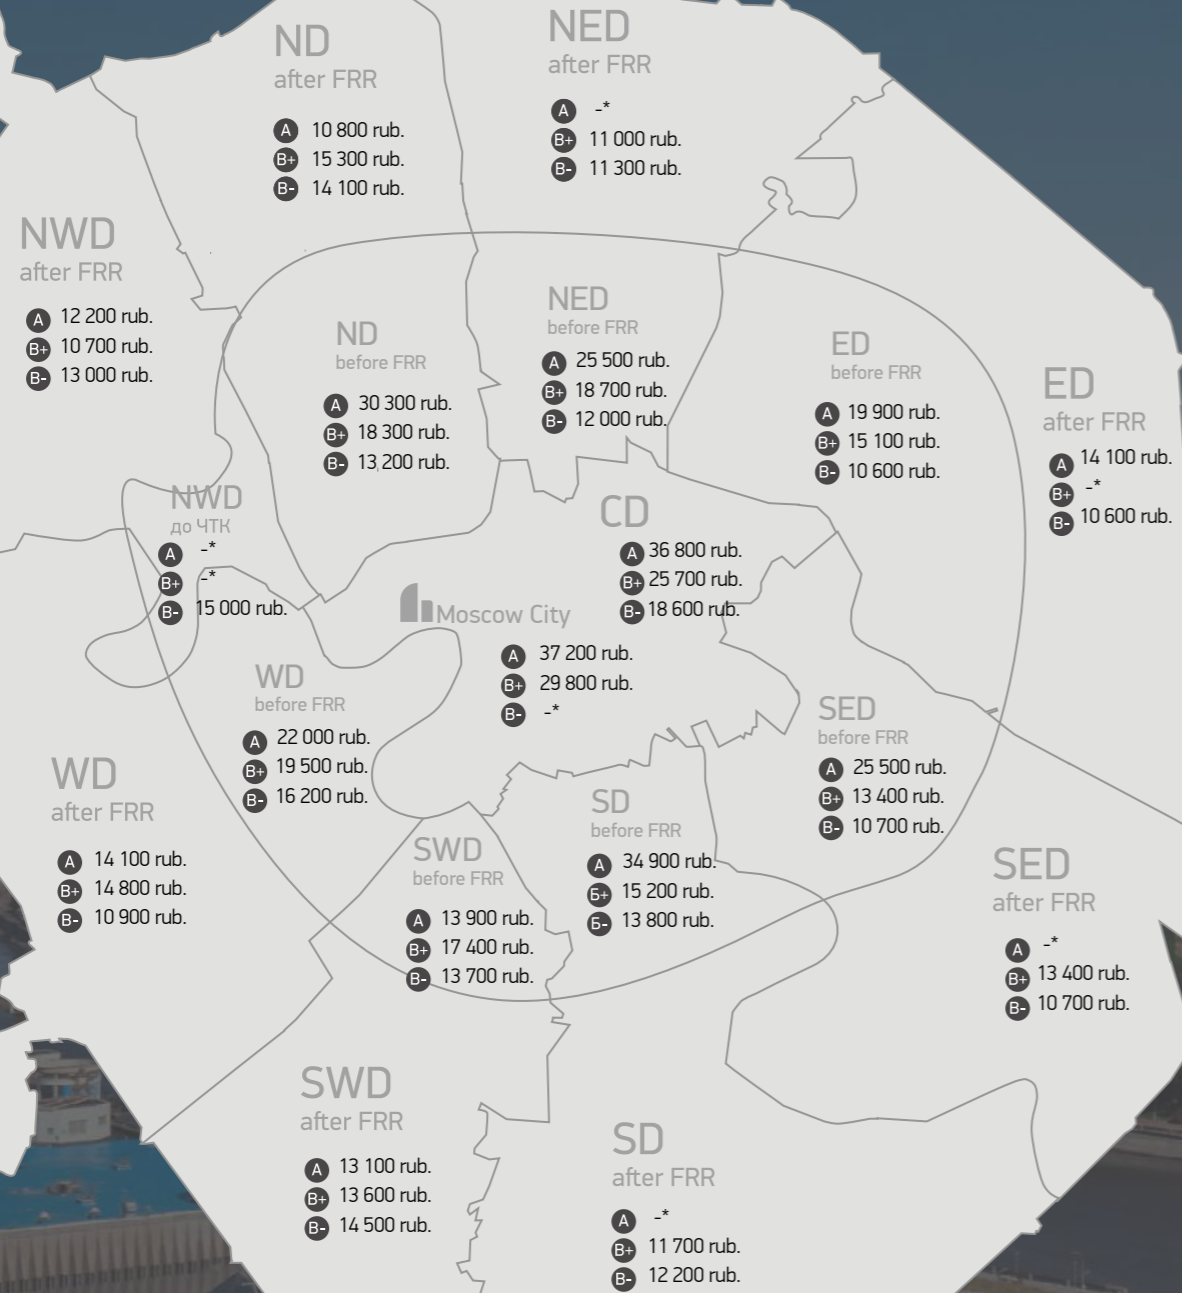 ND
after FRR
A 10 800 rub.
B+ 15 300 rub.
B- 14 100 rub.
NED
after FRR
A -*
B+ 11 000 rub.
B- 11 300 rub.
NWD
after FRR
A 12 200 rub.
B+ 10 700 rub.
B- 13 000 rub.
ND
before FRR
A 30 300 rub.
B+ 18 300 rub.
B- 13,200 rub.
NED
before FRR
A 25 500 rub.
B+ 18 700 rub.
B- 12 000 rub.
ED
before FRR
A 19 900 rub.
B+ 15 100 rub.
B- 10 600 rub.
ED
after FRR
A 14 100 rub.
B+ -*
B- 10 600 rub.
NWD
до ЧТК
A -*
B+ -*
B- 15 000 rub.
CD
A 36 800 rub.
B+ 25 700 rub.
B- 18 600 rub.
Moscow City
A 37 200 rub.
B+ 29 800 rub.
B- -*
WD
before FRR
A 22 000 rub.
B+ 19 500 rub.
B- 16 200 rub.
SED
before FRR
A 25 500 rub.
B+ 13 400 rub.
B- 10 700 rub.
WD
after FRR
A 14 100 rub.
B+ 14 800 rub.
B- 10 900 rub.
SWD
before FRR
A 13 900 rub.
B+ 17 400 rub.
B- 13 700 rub.
SD
before FRR
A 34 900 rub.
Б+ 15 200 rub.
Б- 13 800 rub.
SED
after FRR
A -*
B+ 13 400 rub.
B- 10 700 rub.
SWD
after FRR
A 13 100 rub.
B+ 13 600 rub.
B- 14 500 rub.
SD
after FRR
A -*
B+ 11 700 rub.
B- 12 200 rub.